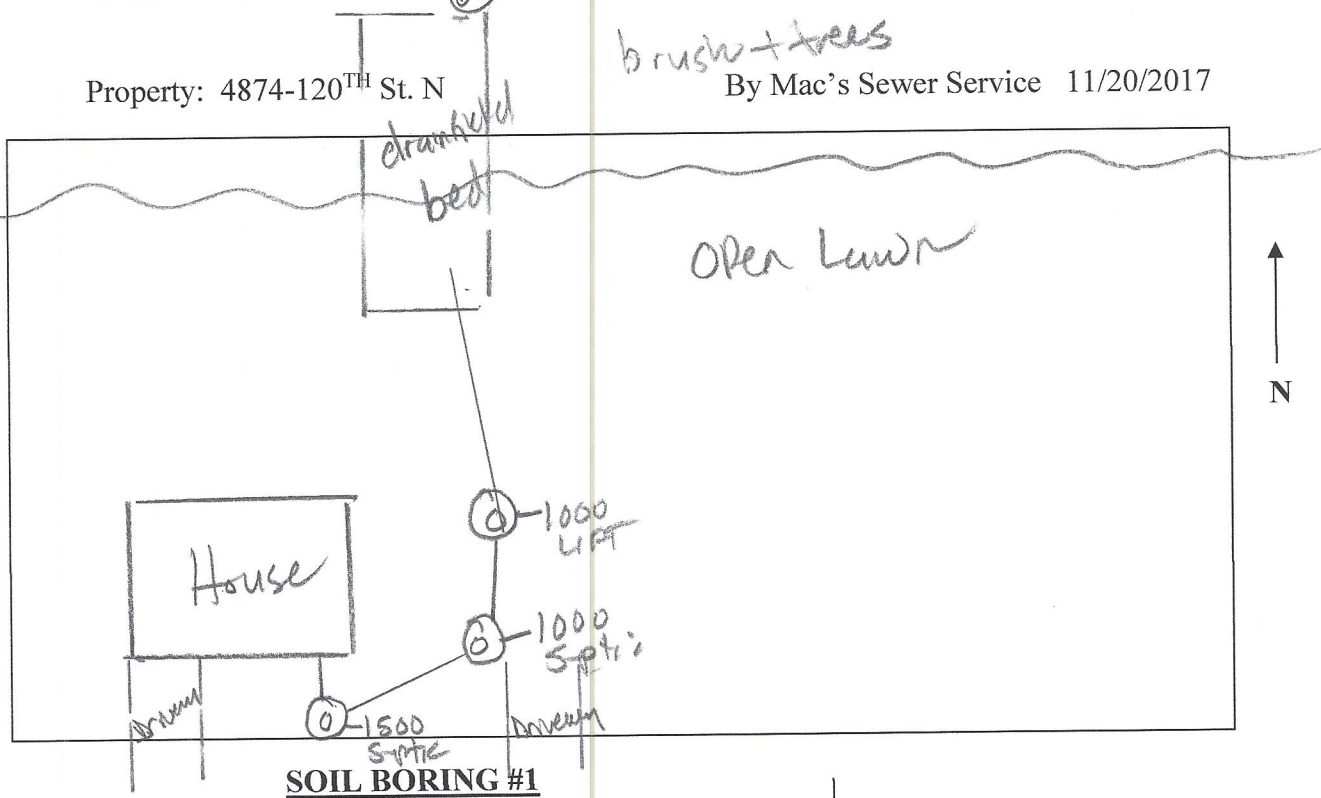 brush + trees
Property: 4874-120TH St. N
By Mac's Sewer Service 11/20/2017
drainfield
bed
Open Lawn
N
1000
LIFT
House
1000
Septic
Driveway
1500
Septic
Driveway
SOIL BORING #1